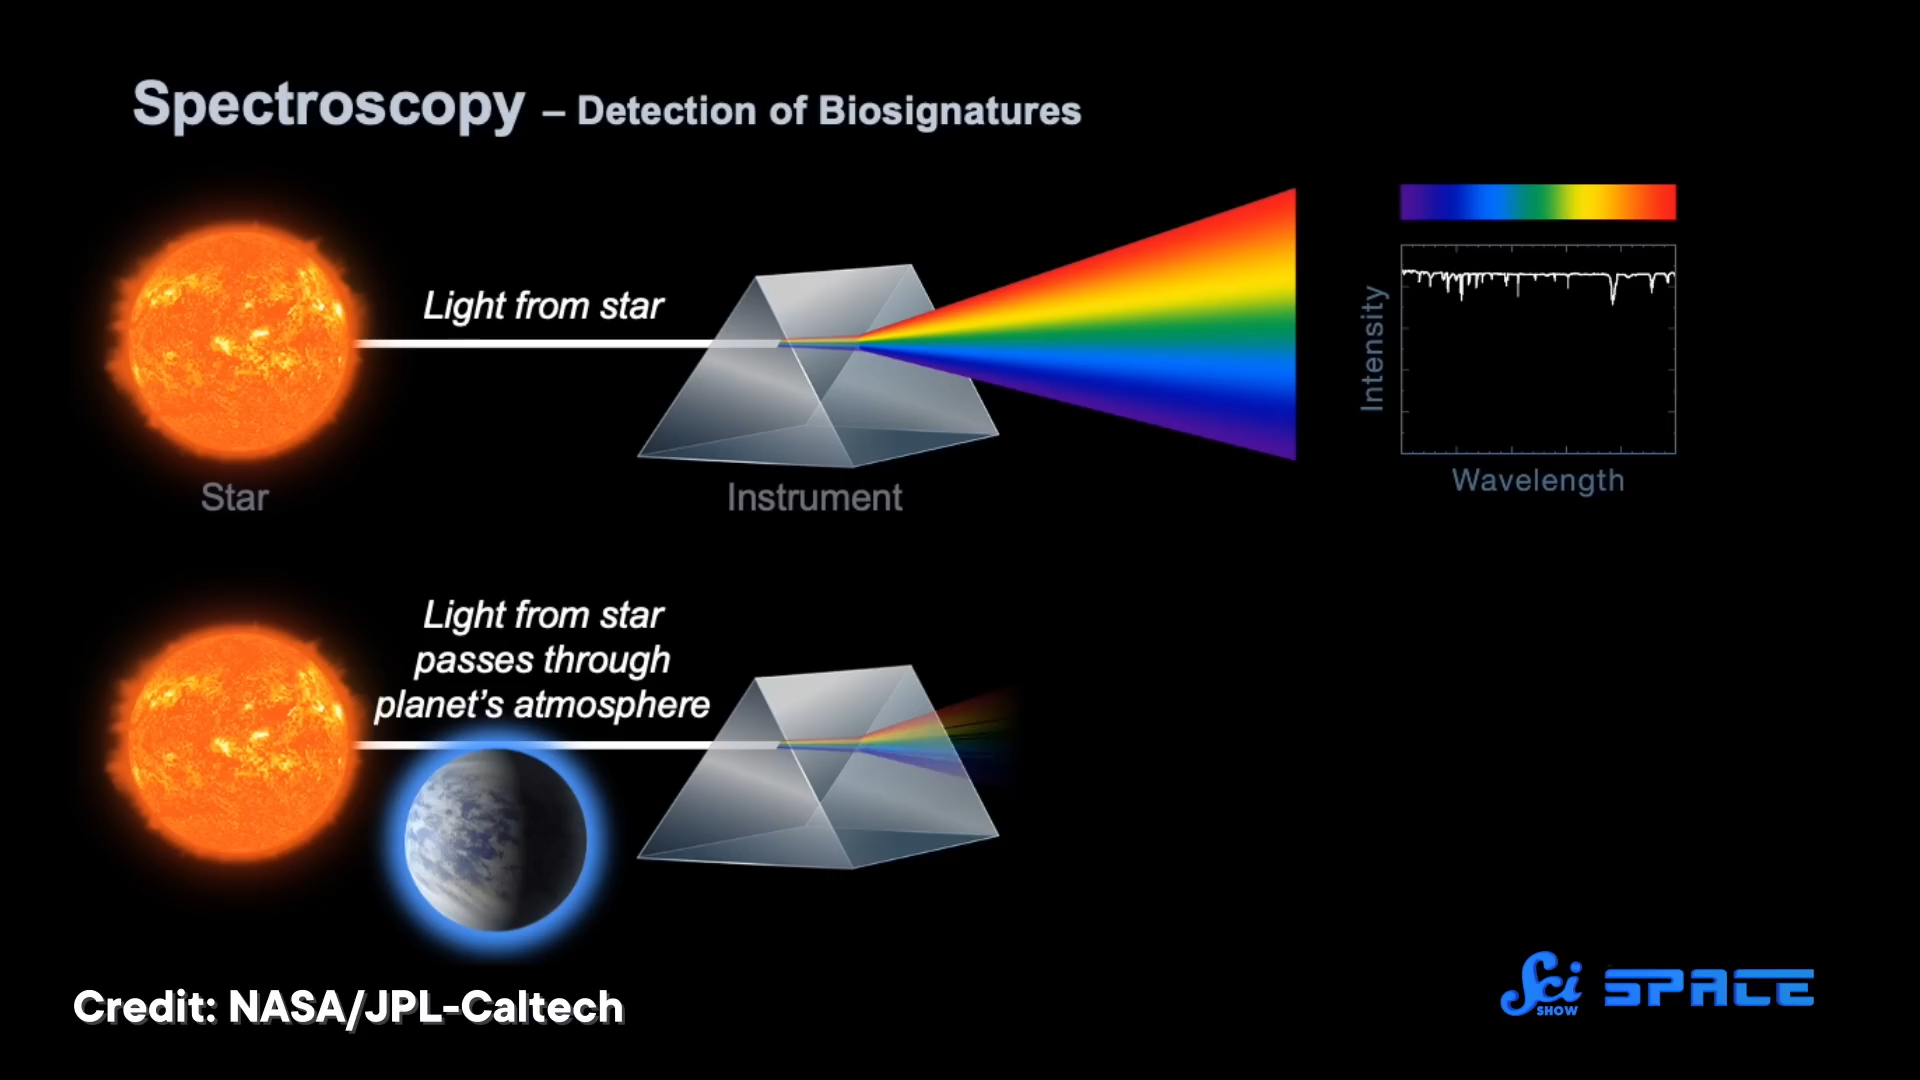 Spectroscopy – Detection of Biosignatures
Light from star
Intensity
Wavelength
Star
Instrument
Light from star
passes through
planet's atmosphere
Credit: NASA/JPL-Caltech
Sci SHOW SPACE